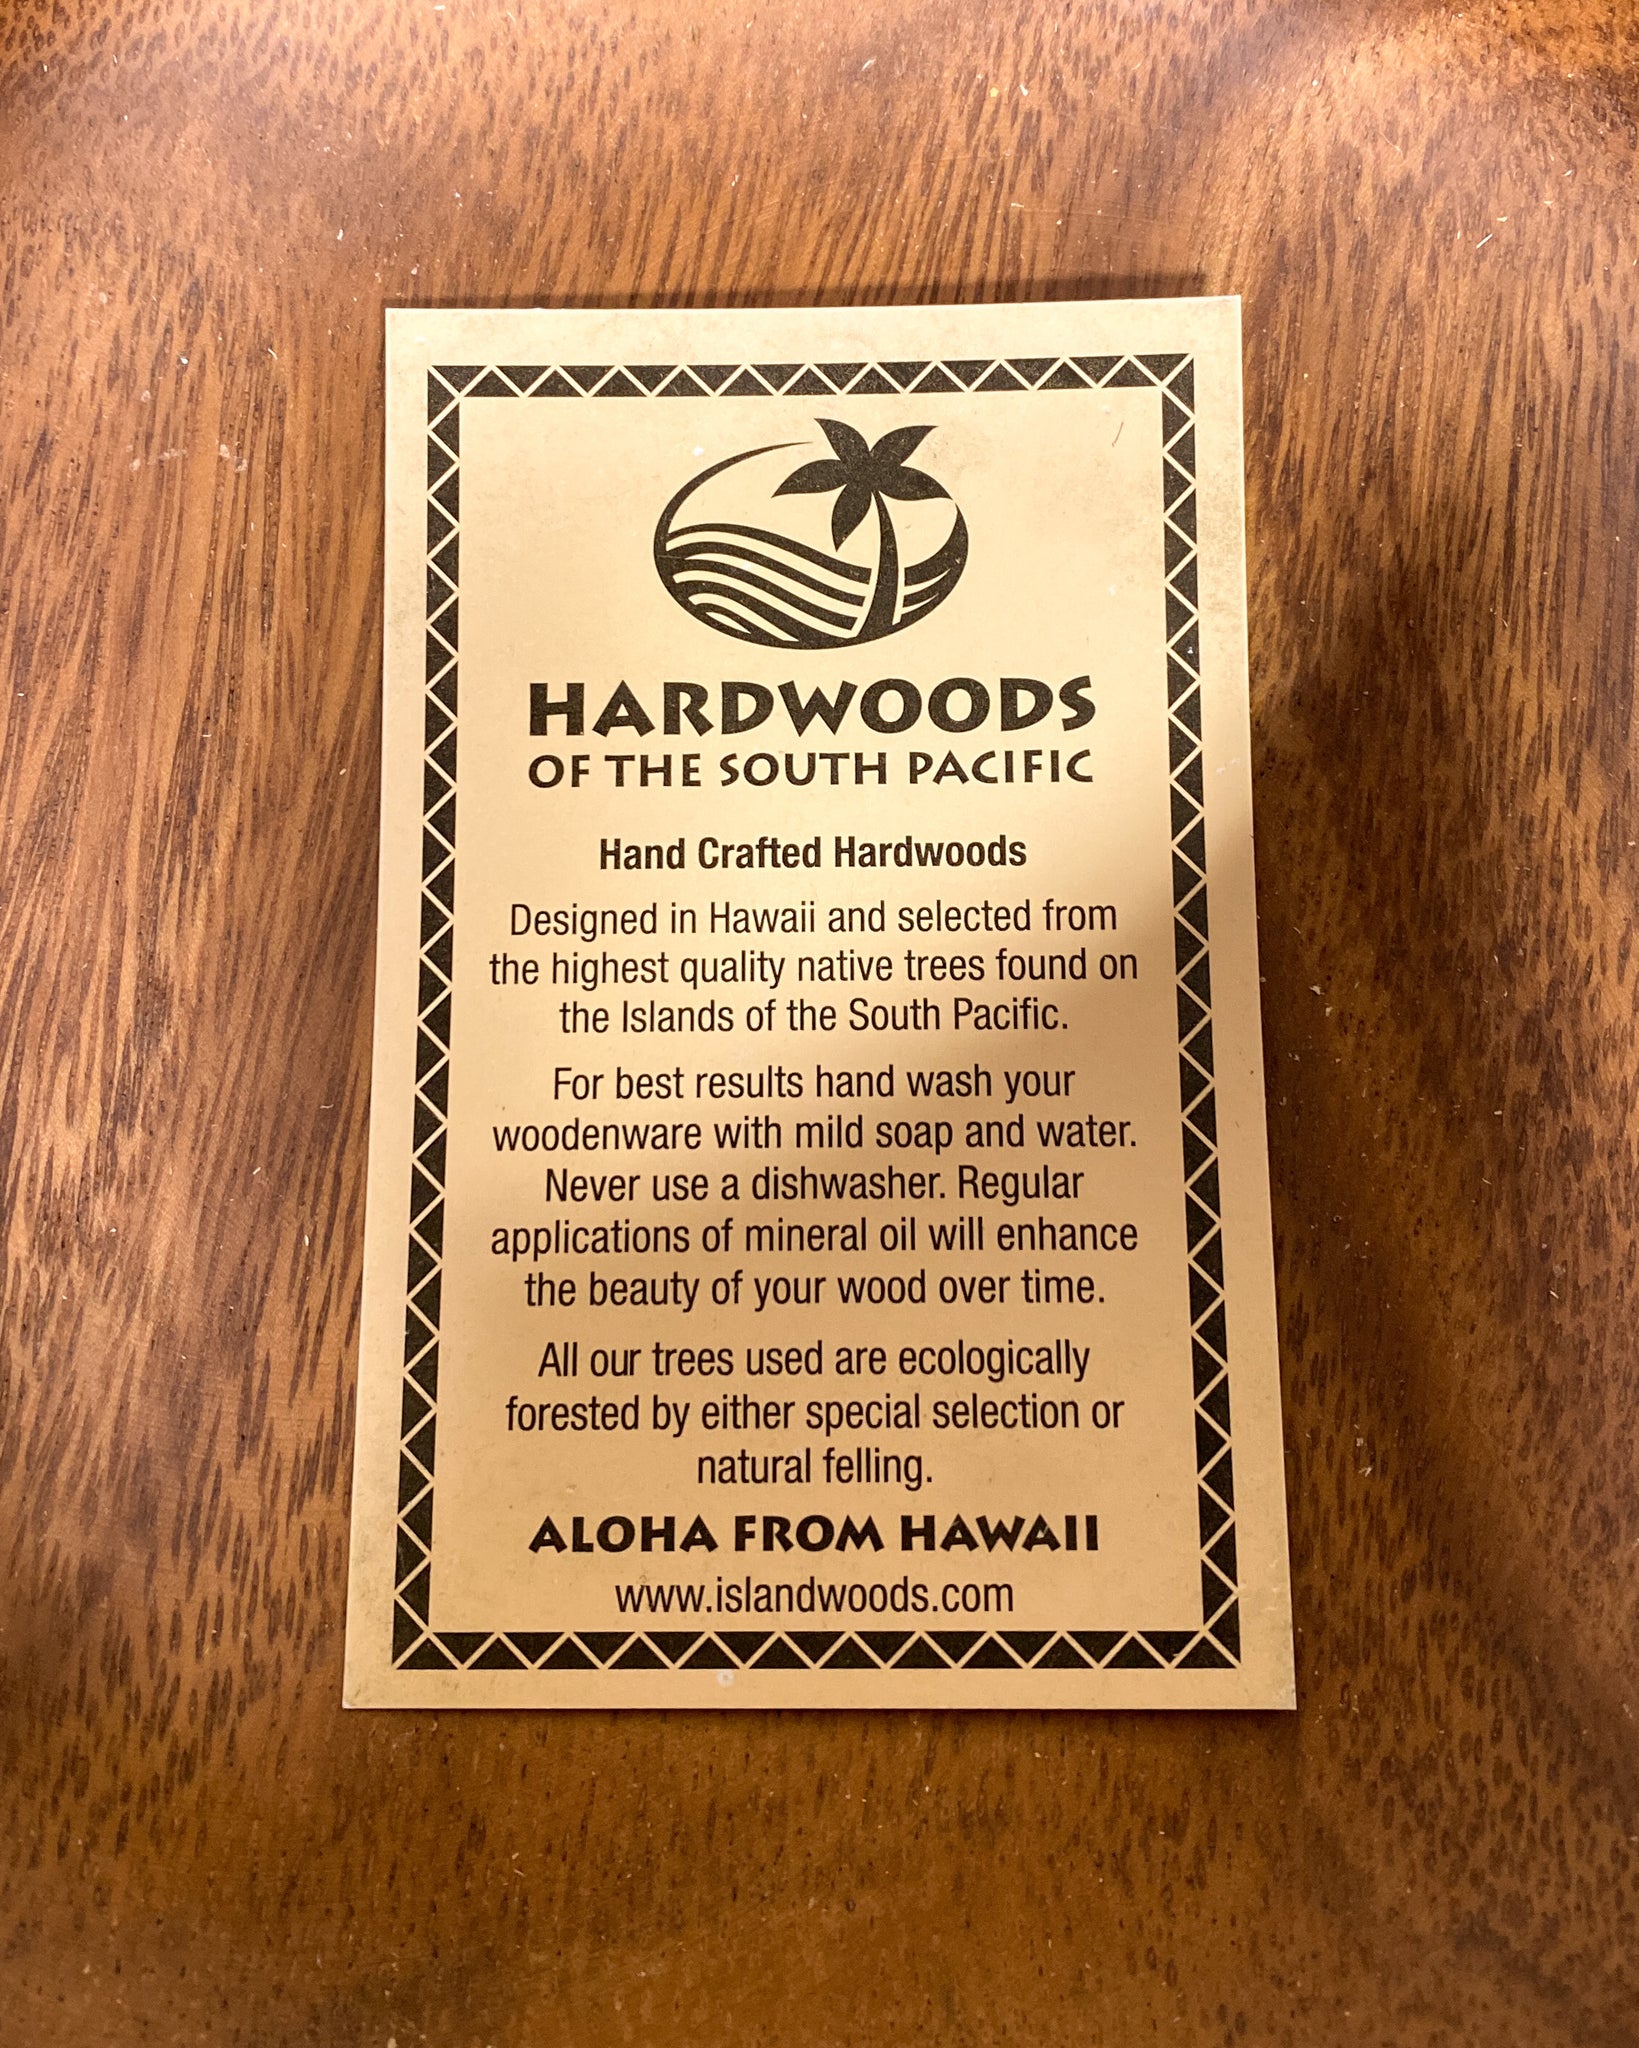 HARDWOODS
OF THE SOUTH PACIFIC
Hand Crafted Hardwoods
Designed in Hawaii and selected from
the highest quality native trees found on
the Islands of the South Pacific.
For best results hand wash your
woodenware with mild soap and water.
Never use a dishwasher. Regular
applications of mineral oil will enhance
the beauty of your wood over time.
All our trees used are ecologically
forested by either special selection or
natural felling.
ALOHA FROM HAWAII
www.islandwoods.com